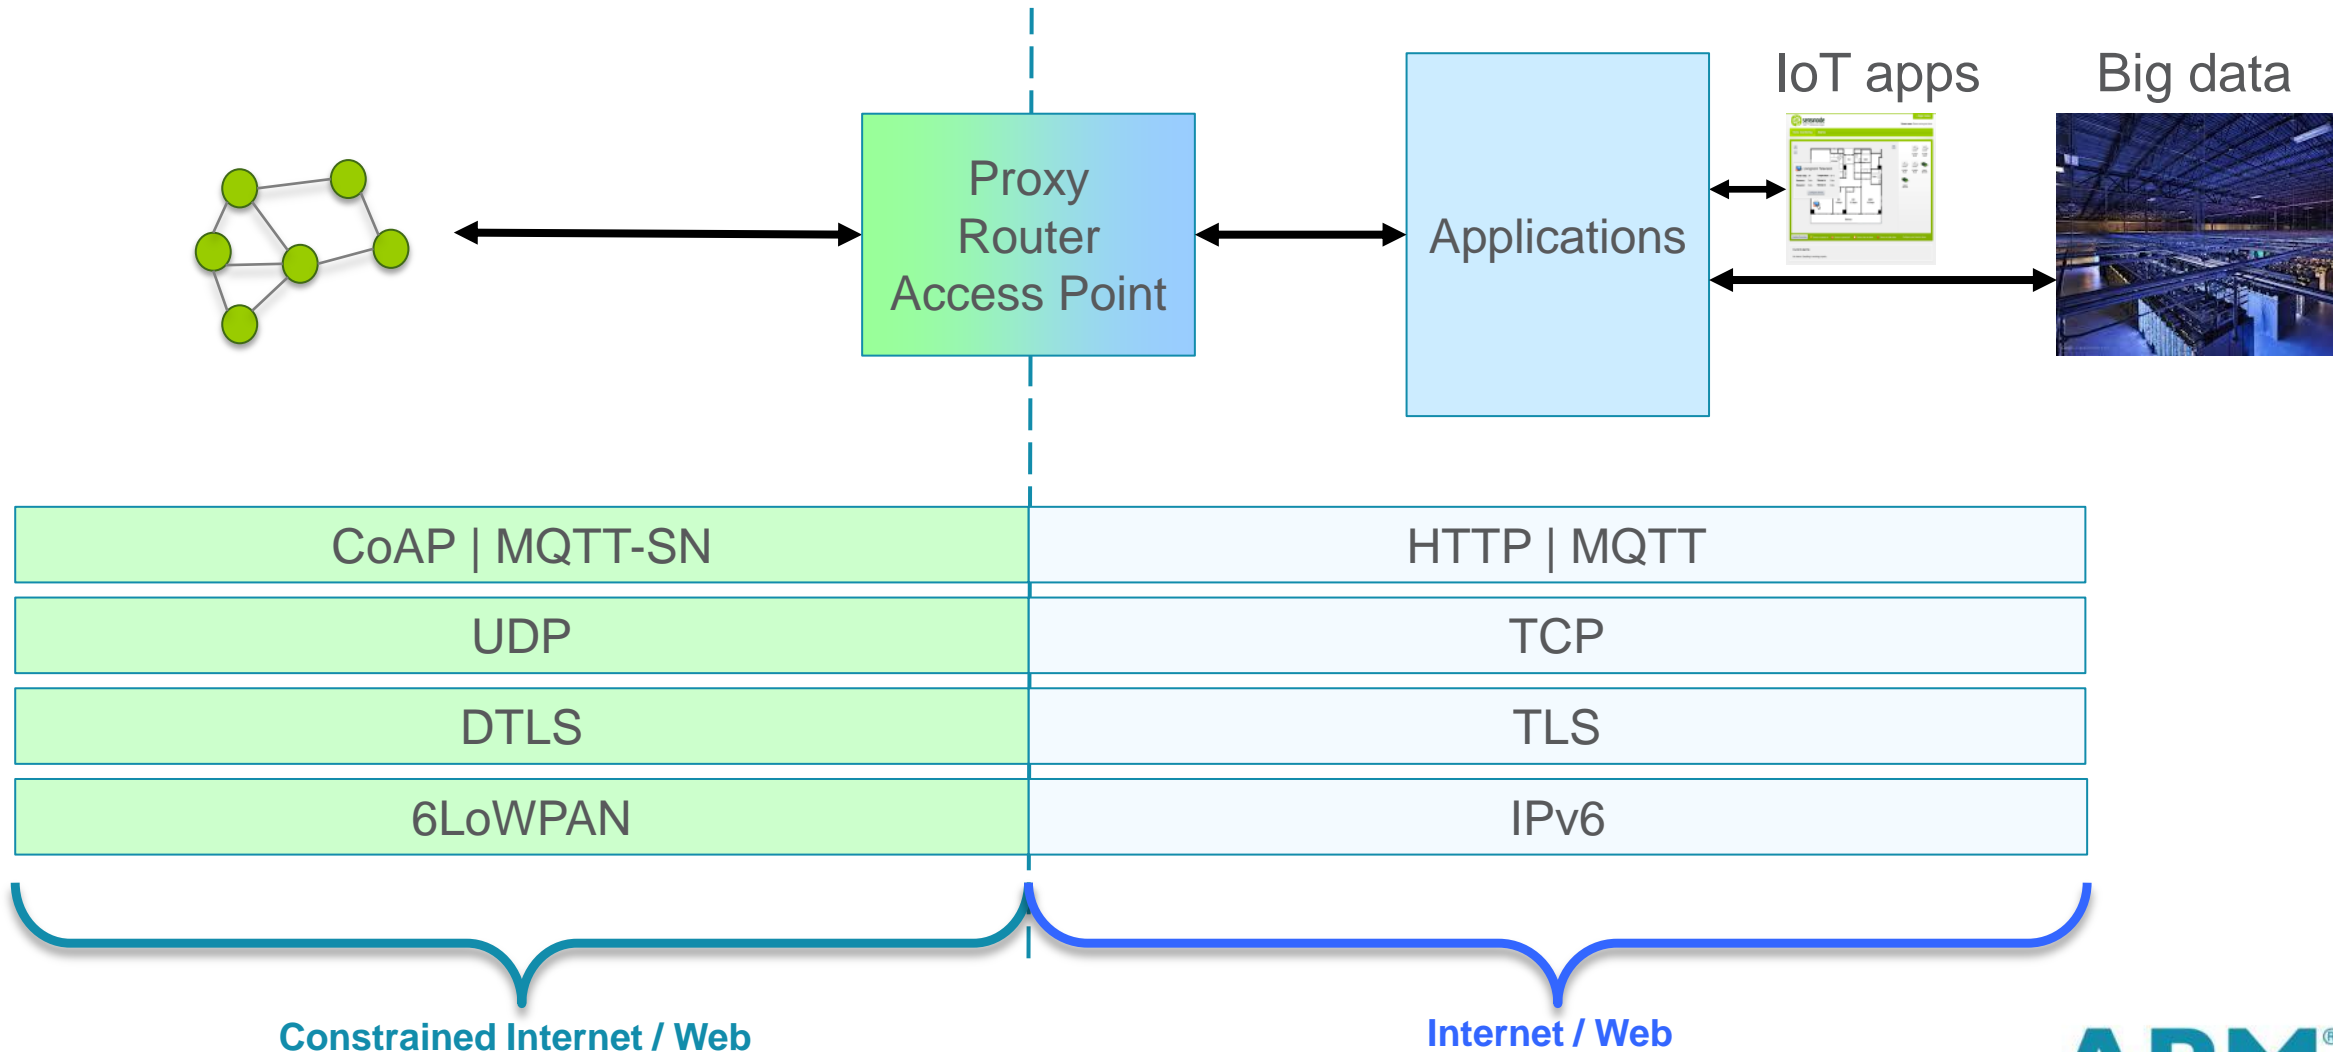 IoT apps
Big data
Proxy
Router
Access Point
Applications
CoAP | MQTT-SN
HTTP | MQTT
UDP
TCP
DTLS
TLS
6LoWPAN
IPv6
Constrained Internet / Web
Internet / Web
ARM®